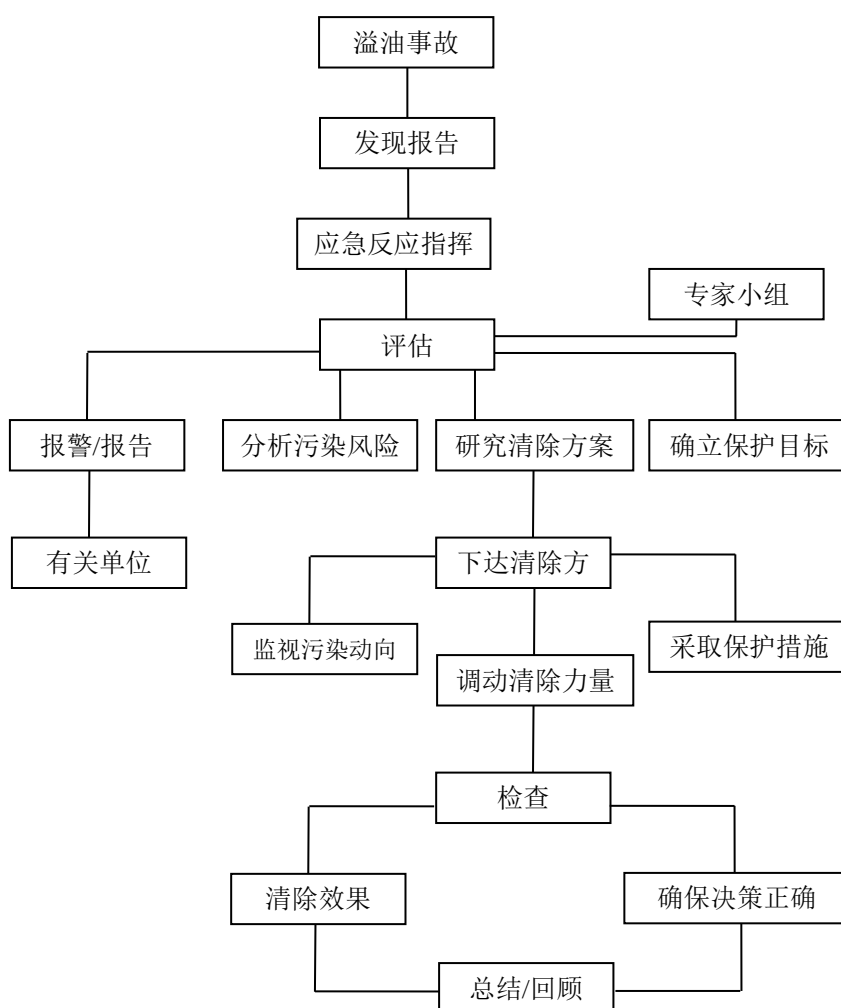 溢油事故
发现报告
应急反应指挥
专家小组
评估
报警/报告
分析污染风险
研究清除方案
确立保护目标
有关单位
下达清除方
监视污染动向
采取保护措施
调动清除力量
检查
清除效果
确保决策正确
总结/回顾